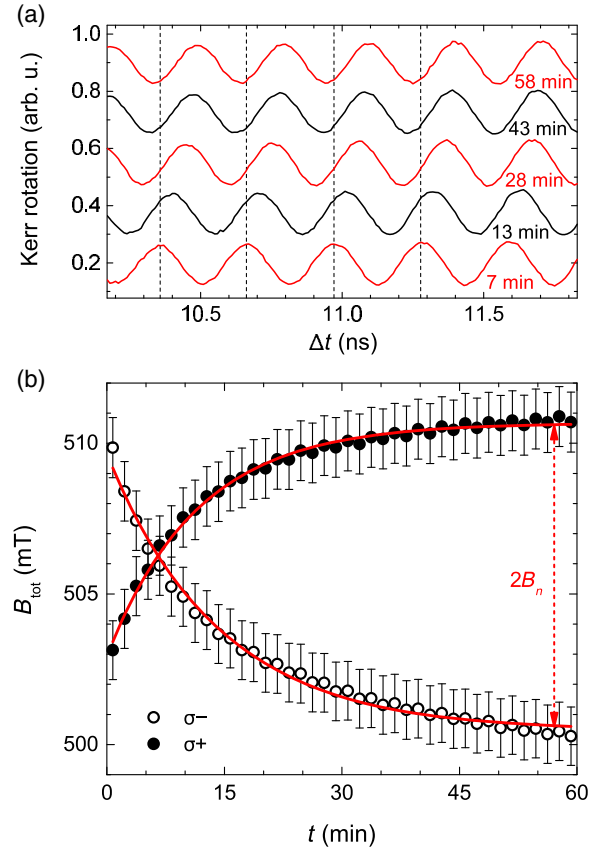 (a)
1.0
0.8
0.6
0.4
0.2
Kerr rotation (arb. u.)
58 min
43 min
28 min
13 min
7 min
10.5
11.0
11.5
Δt (ns)
(b)
510
505
500
B_tot (mT)
2B_n
σ−
σ+
0
15
30
45
60
t (min)